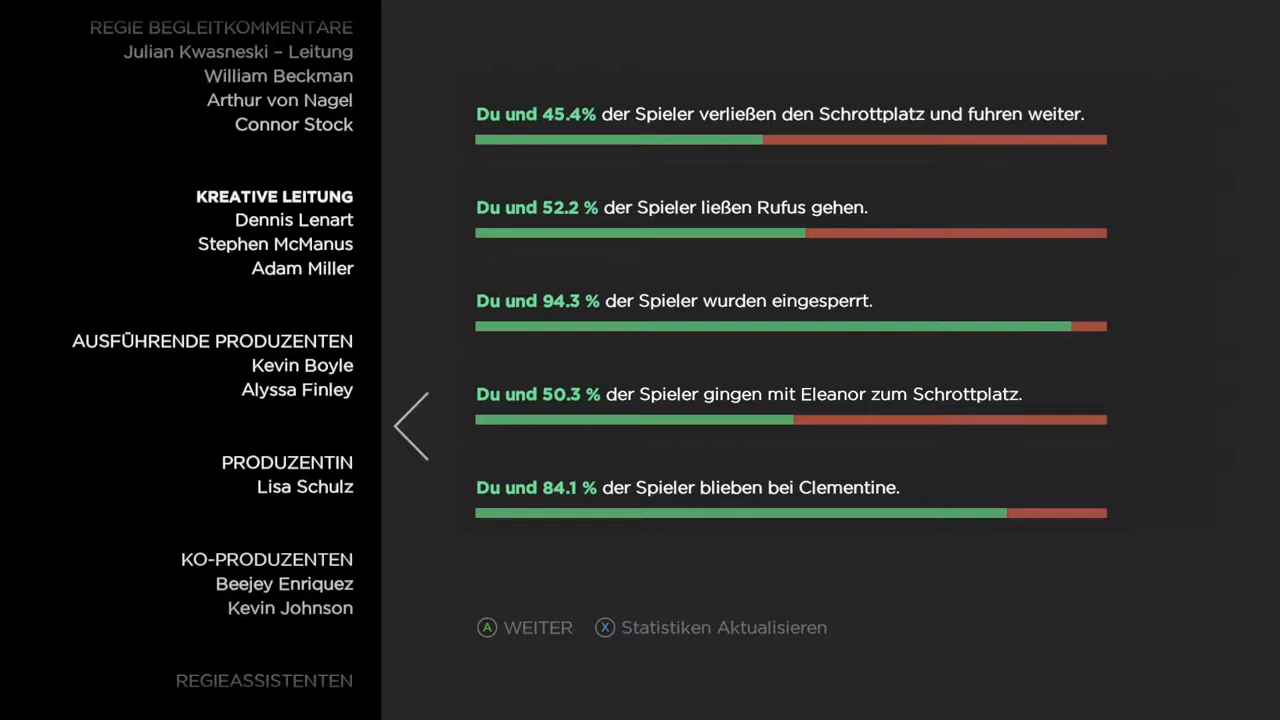 REGIE BEGLEITKOMMENTARE
Julian Kwasneski – Leitung
William Beckman
Arthur von Nagel
Connor Stock
KREATIVE LEITUNG
Dennis Lenart
Stephen McManus
Adam Miller
AUSFÜHRENDE PRODUZENTEN
Kevin Boyle
Alyssa Finley
PRODUZENTIN
Lisa Schulz
KO-PRODUZENTEN
Beejey Enriquez
Kevin Johnson
REGIEASSISTENTEN
Du und 45.4% der Spieler verließen den Schrottplatz und fuhren weiter.
Du und 52.2 % der Spieler ließen Rufus gehen.
Du und 94.3 % der Spieler wurden eingesperrt.
Du und 50.3 % der Spieler gingen mit Eleanor zum Schrottplatz.
Du und 84.1 % der Spieler blieben bei Clementine.
A WEITER X Statistiken Aktualisieren